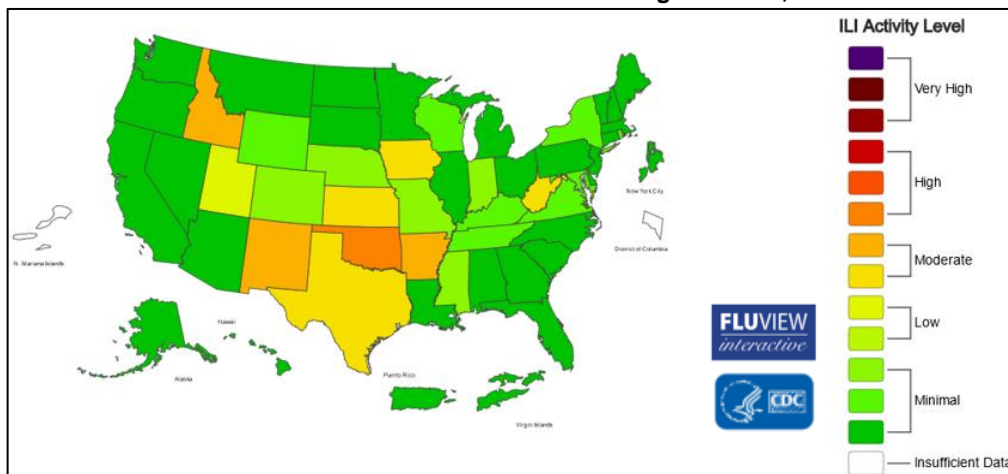 ILI Activity Level
Very High
High
Moderate
Low
Minimal
Insufficient Data
New York City
District of Columbia
N. Mariana Islands
Alaska
Hawaii
Puerto Rico
Virgin Islands
FLUVIEW
interactive
CDC